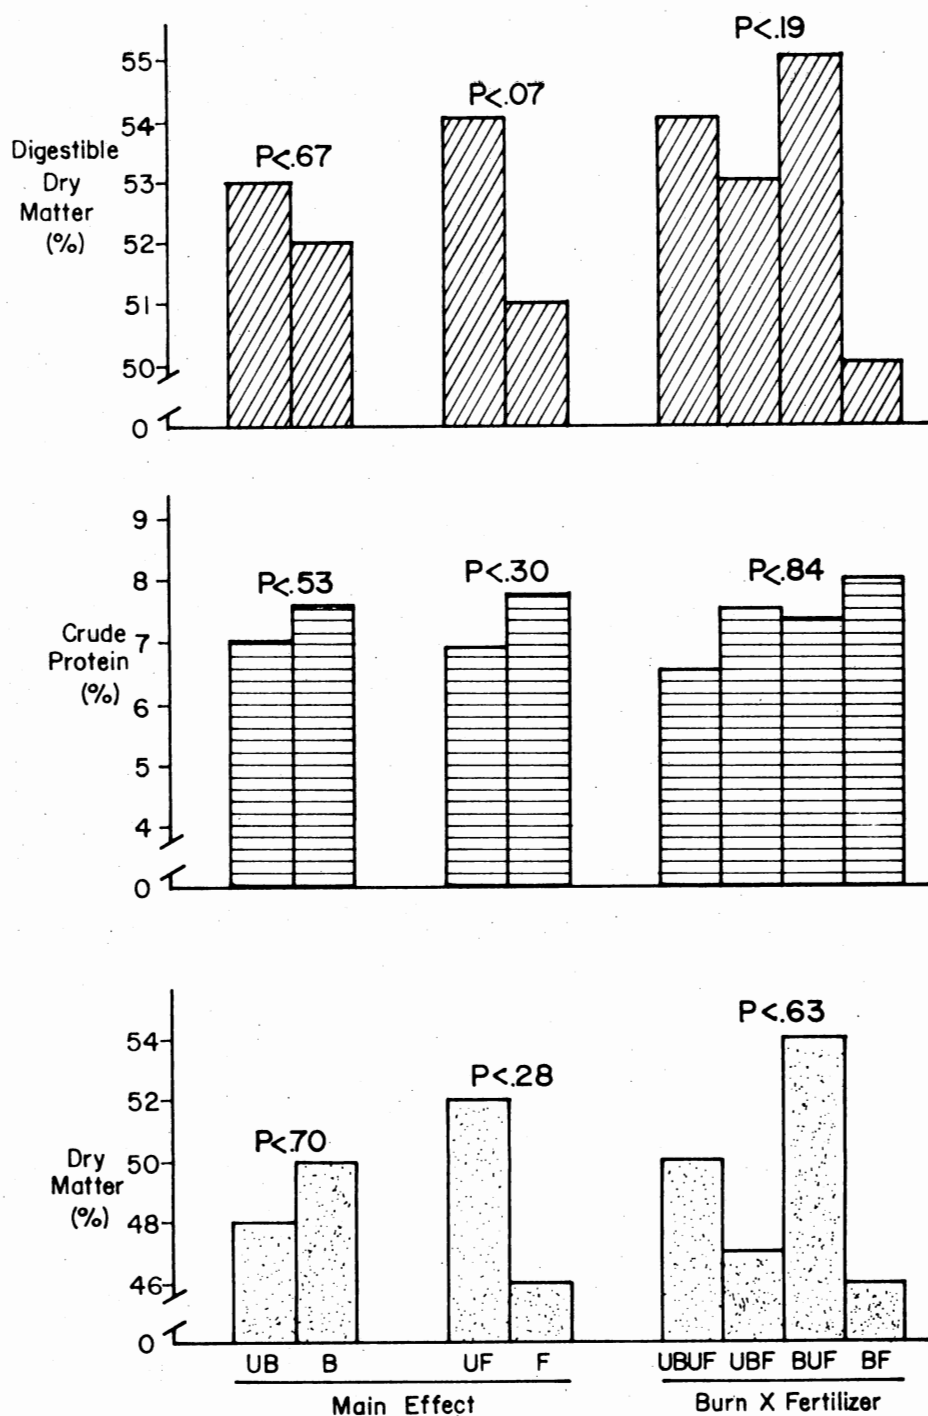 P<.19
55
P<.07
54
Digestible
Dry
Matter
(%)
P<.67
53
52
51
50
0
9
8
P<.53
P<.30
P<.84
Crude
Protein
(%)
7
6
5
4
0
P<.63
54
P<.28
52
P<.70
Dry
Matter
(%)
50
48
46
0
UB B UF F UBUF UBF BUF BF
Main Effect Burn X Fertilizer